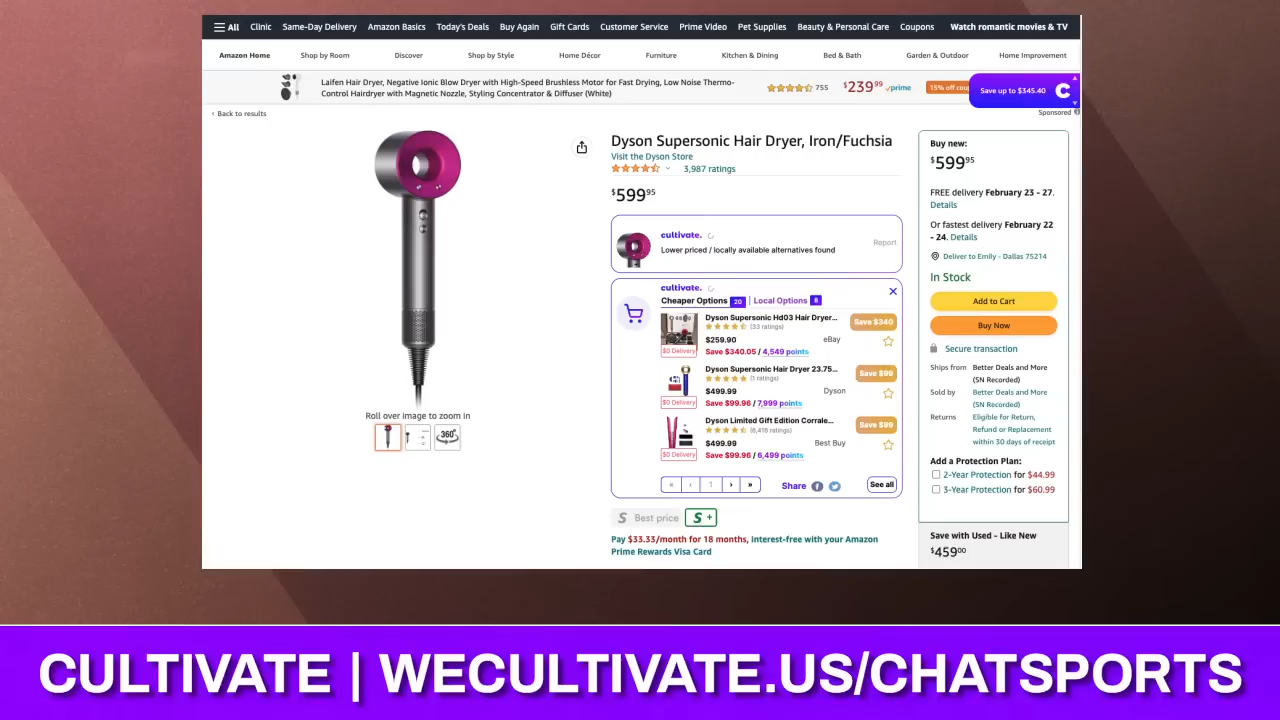 All Clinic Same-Day Delivery Amazon Basics Today's Deals Buy Again Gift Cards Customer Service Prime Video Pet Supplies Beauty & Personal Care Coupons Watch romantic movies & TV
Amazon Home Shop by Room Discover Shop by Style Home Décor Furniture Kitchen & Dining Bed & Bath Garden & Outdoor Home Improvement
Laifen Hair Dryer, Negative Ionic Blow Dryer with High-Speed Brushless Motor for Fast Drying, Low Noise Thermo-
Control Hairdryer with Magnetic Nozzle, Styling Concentrator & Diffuser (White)
755 $239.99 prime 15% off coup
Save up to $345.40 C
Sponsored
‹ Back to results
Dyson Supersonic Hair Dryer, Iron/Fuchsia
Visit the Dyson Store
3,987 ratings
$599.95
cultivate.
Lower priced / locally available alternatives found
Report
cultivate.
Cheaper Options 20 | Local Options 8
Dyson Supersonic Hd03 Hair Dryer...
(33 ratings)
Save $340
$259.90 eBay
$0 Delivery
Save $340.05 / 4,549 points
Dyson Supersonic Hair Dryer 23.75...
(1 ratings)
Save $99
$499.99 Dyson
$0 Delivery
Save $99.96 / 7,999 points
Dyson Limited Gift Edition Corrale...
(6,416 ratings)
Save $99
$499.99 Best Buy
$0 Delivery
Save $99.96 / 6,499 points
« ‹ 1 › »
Share
See all
S Best price S +
Pay $33.33/month for 18 months, interest-free with your Amazon
Prime Rewards Visa Card
Roll over image to zoom in
360°
Buy new:
$599.95
FREE delivery February 23 - 27.
Details
Or fastest delivery February 22
- 24. Details
Deliver to Emily - Dallas 75214
In Stock
Add to Cart
Buy Now
Secure transaction
Ships from Better Deals and More
(SN Recorded)
Sold by Better Deals and More
(SN Recorded)
Returns Eligible for Return,
Refund or Replacement
within 30 days of receipt
Add a Protection Plan:
2-Year Protection for $44.99
3-Year Protection for $60.99
Save with Used - Like New
$459.00
CULTIVATE | WECULTIVATE.US/CHATSPORTS